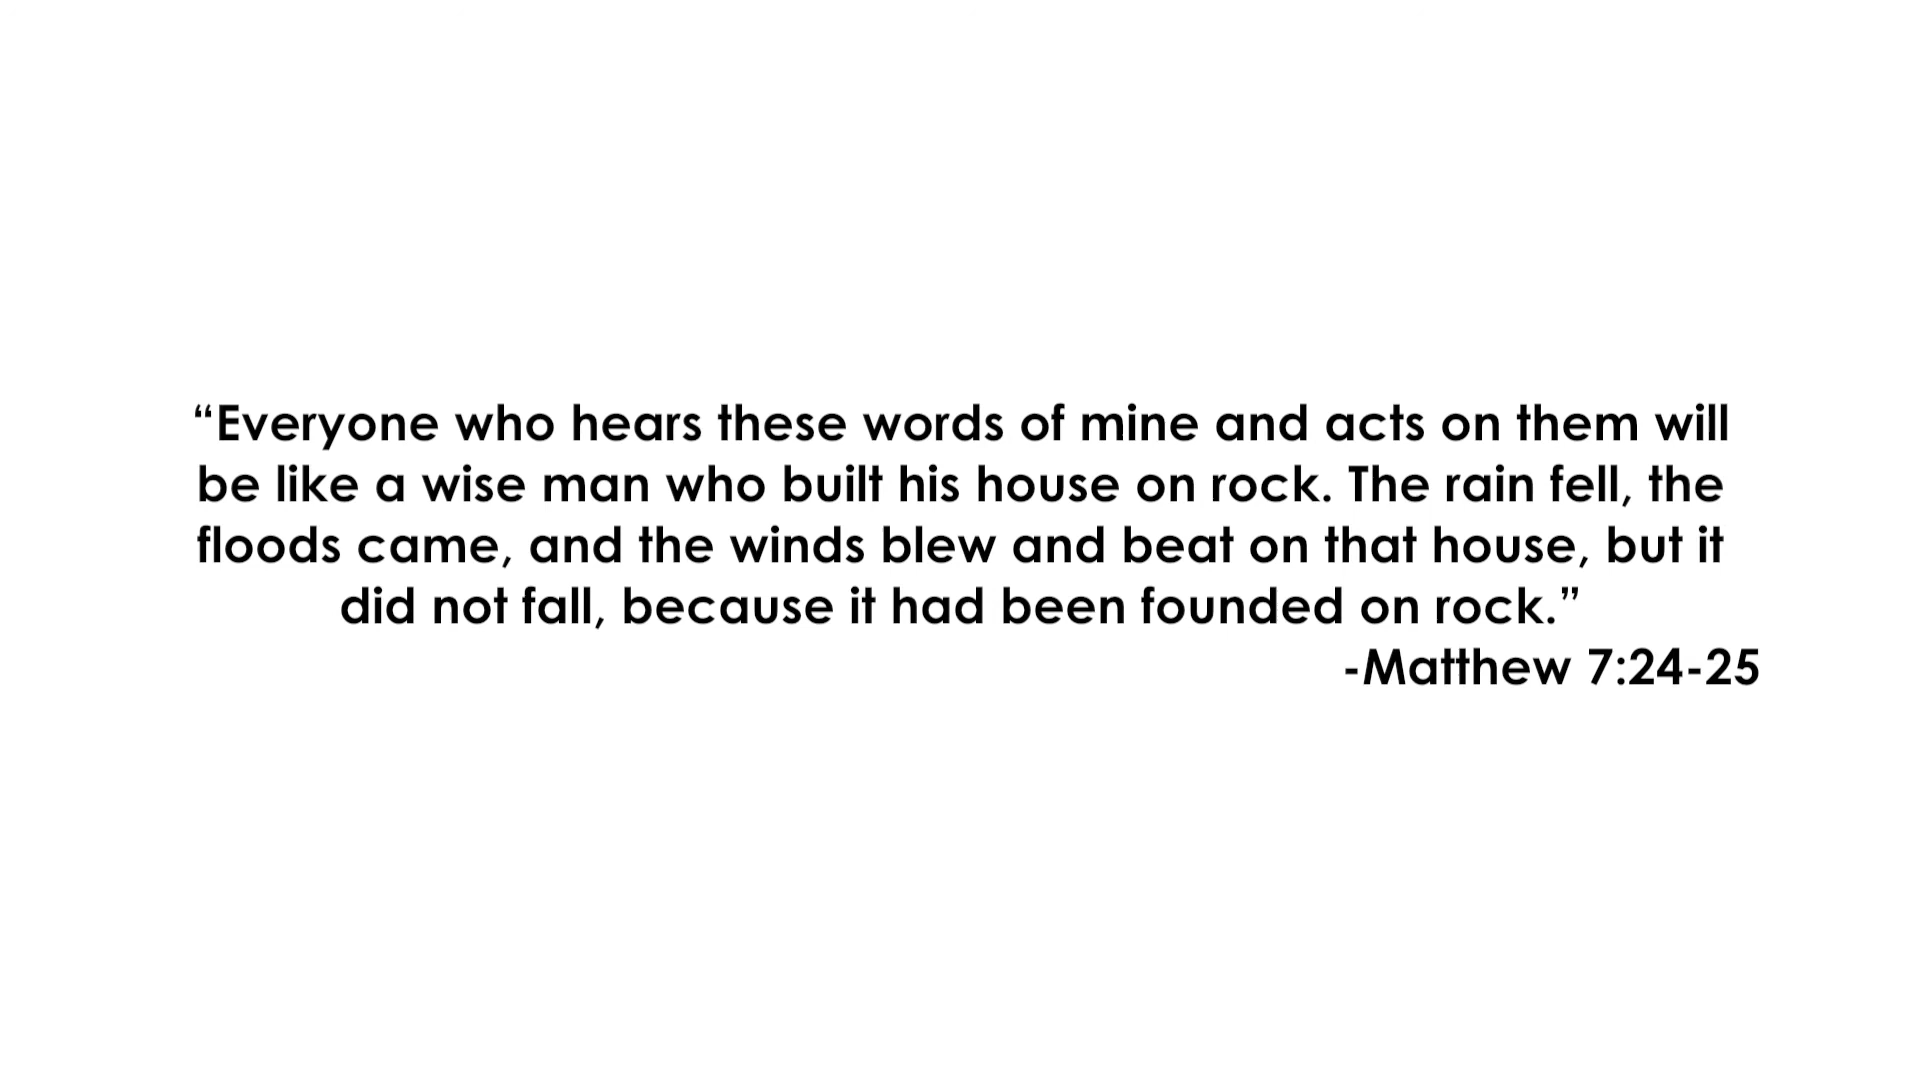 “Everyone who hears these words of mine and acts on them will
be like a wise man who built his house on rock. The rain fell, the
floods came, and the winds blew and beat on that house, but it
did not fall, because it had been founded on rock.”
-Matthew 7:24-25